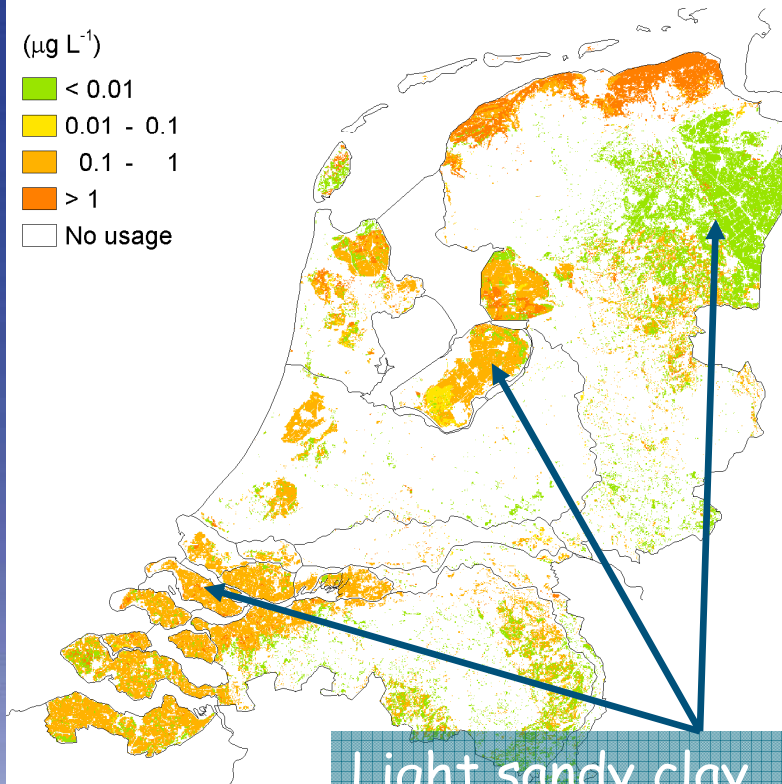 (µg L⁻¹)
< 0.01
0.01 - 0.1
0.1 - 1
> 1
No usage
Light sandy clay